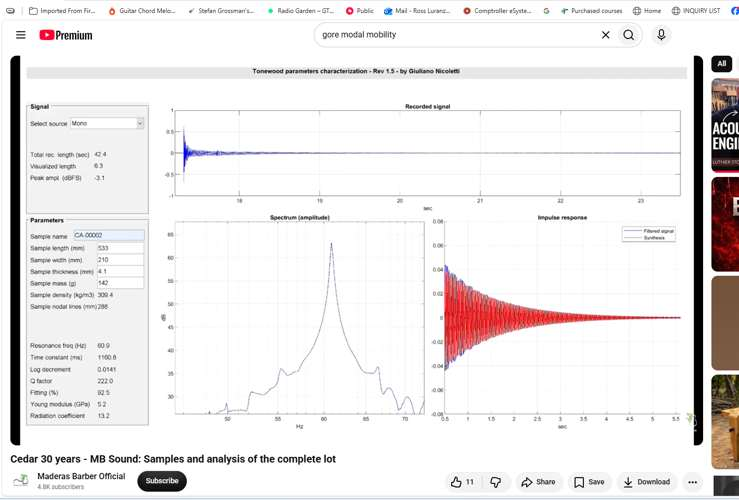 Imported From Fir...
Guitar Chord Melo...
Stefan Grossman's...
Radio Garden – GT...
Public
Mail - Ross Luranz...
Comptroller eSyste...
Purchased courses
Home
INQUIRY LIST
Premium
gore modal mobility
All
Tonewood parameters characterization - Rev 1.5 - by Giuliano Nicoletti
Signal
Select source Mono
Total rec. length (sec) 42.4
Visualized length 6.3
Peak ampl. (dBFS) -3.1
Parameters
Sample name CA-00002
Sample length (mm) 533
Sample width (mm) 210
Sample thickness (mm) 4.1
Sample mass (g) 142
Sample density (kg/m3) 309.4
Sample nodal lines (mm) 286
Resonance freq (Hz) 60.9
Time constant (ms) 1160.8
Log decrement 0.0141
Q factor 222.0
Fitting (%) 92.5
Young modulus (GPa) 5.2
Radiation coefficient 13.2
Recorded signal
1
0.5
0
-0.5
-1
18 19 20 21 22 23
sec
Spectrum (amplitude)
65
60
55
50
45
40
35
30
dB
50 55 60 65 70
Hz
Impulse response
Filtered signal
Synthesis
0.08
0.06
0.04
0.02
0
-0.02
-0.04
-0.06
-0.08
0.5 1 1.5 2 2.5 3 3.5 4 4.5 5 5.5
sec
ACOU
ENGI
Cedar 30 years - MB Sound: Samples and analysis of the complete lot
Maderas Barber Official
4.8K subscribers
Subscribe
11
Share
Save
Download